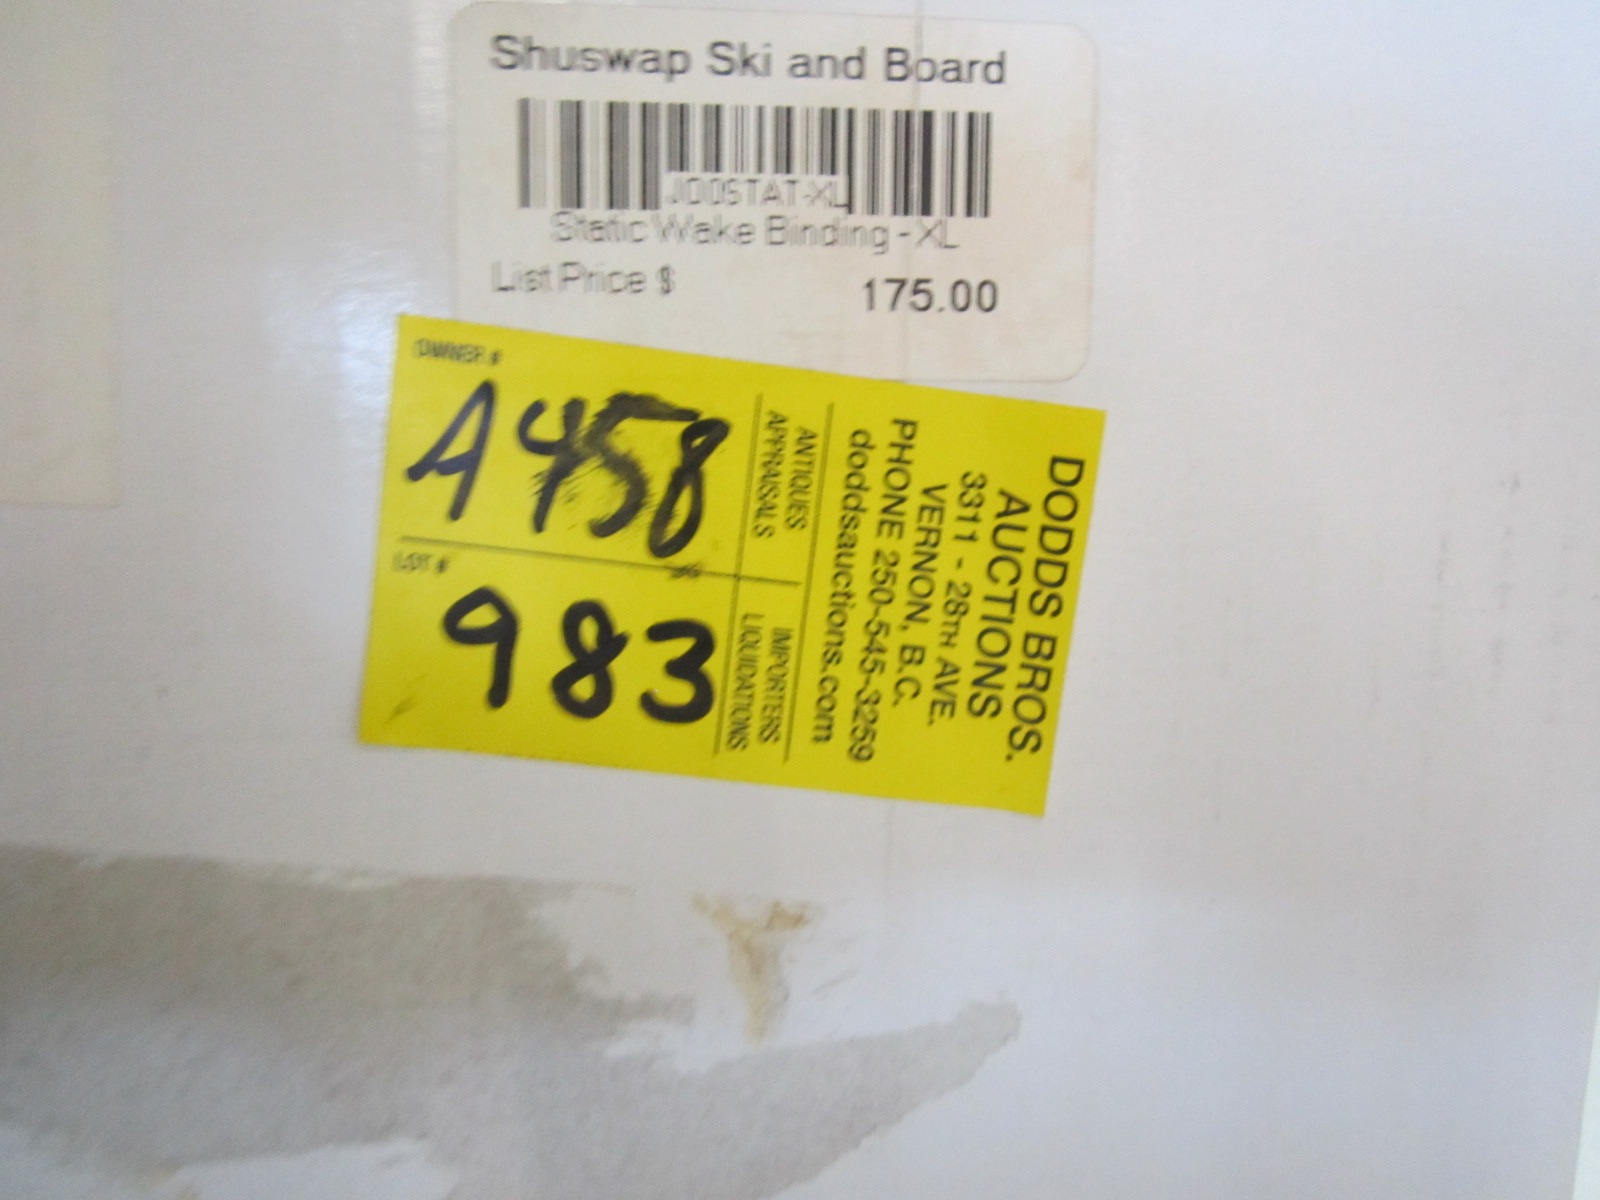 Shuswap Ski and Board
JOOSTAT-XL
Static Wake Binding - XL
List Price $ 175.00
OWNER #
A458
LOT #
983
ANTIQUES
APPRAISALS
IMPORTERS
LIQUIDATIONS
DODDS BROS.
AUCTIONS
3311 - 28TH AVE.
VERNON, B.C.
PHONE 250-545-3259
doddsauctions.com